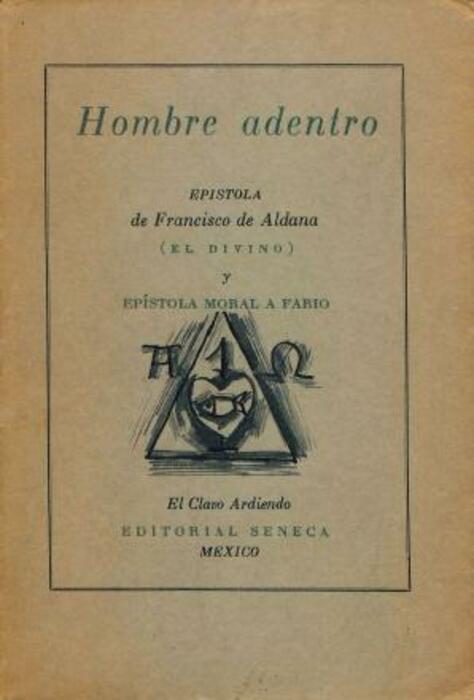 Hombre adentro
EPISTOLA
de Francisco de Aldana
(EL DIVINO)
y
EPÍSTOLA MORAL A FABIO
A Ω
El Clavo Ardiendo
EDITORIAL SENECA
MEXICO